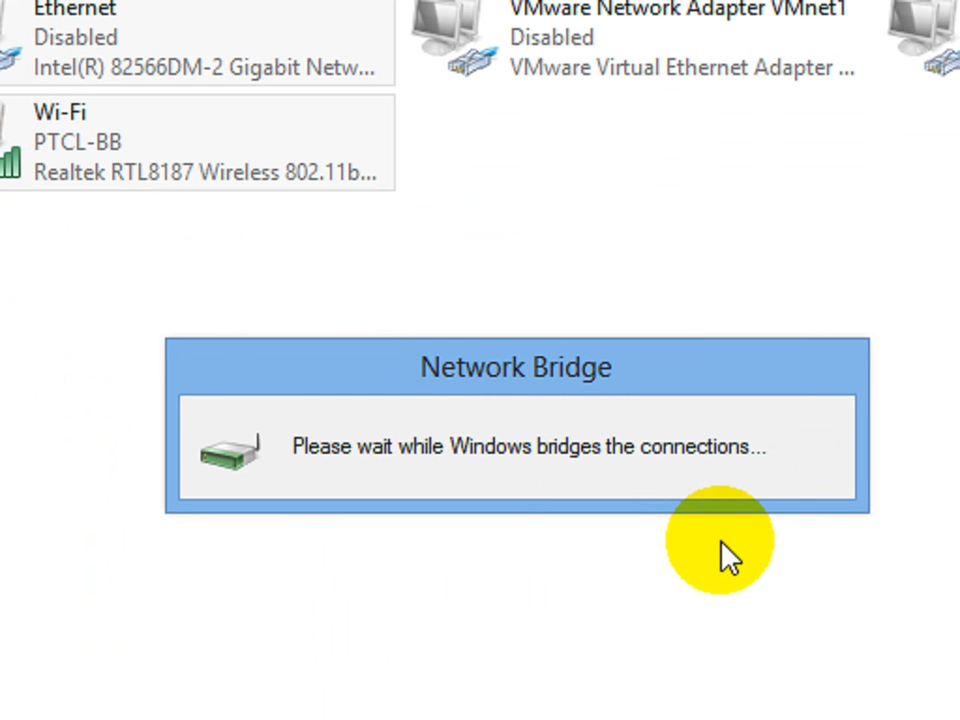 Ethernet
Disabled
Intel(R) 82566DM-2 Gigabit Netw...
VMware Network Adapter VMnet1
Disabled
VMware Virtual Ethernet Adapter ...
Wi-Fi
PTCL-BB
Realtek RTL8187 Wireless 802.11b...
Network Bridge
Please wait while Windows bridges the connections...